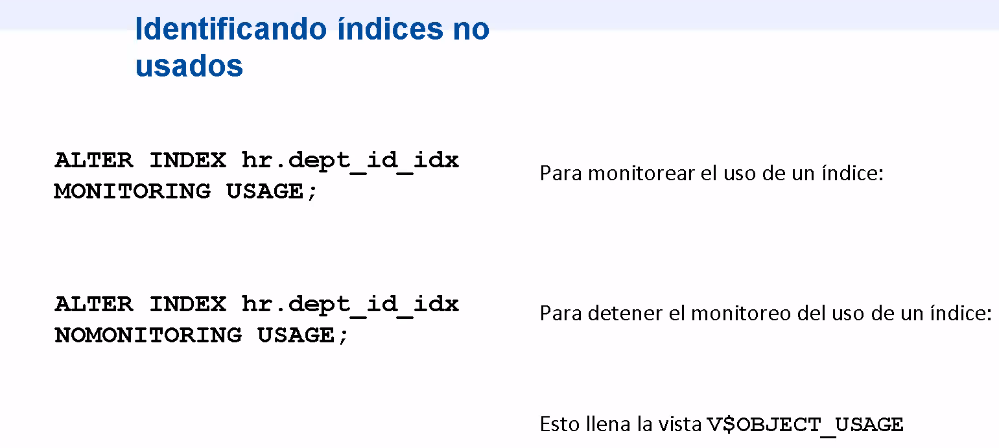 Identificando índices no
usados
ALTER INDEX hr.dept_id_idx
MONITORING USAGE;
Para monitorear el uso de un índice:
ALTER INDEX hr.dept_id_idx
NOMONITORING USAGE;
Para detener el monitoreo del uso de un índice:
Esto llena la vista V$OBJECT_USAGE